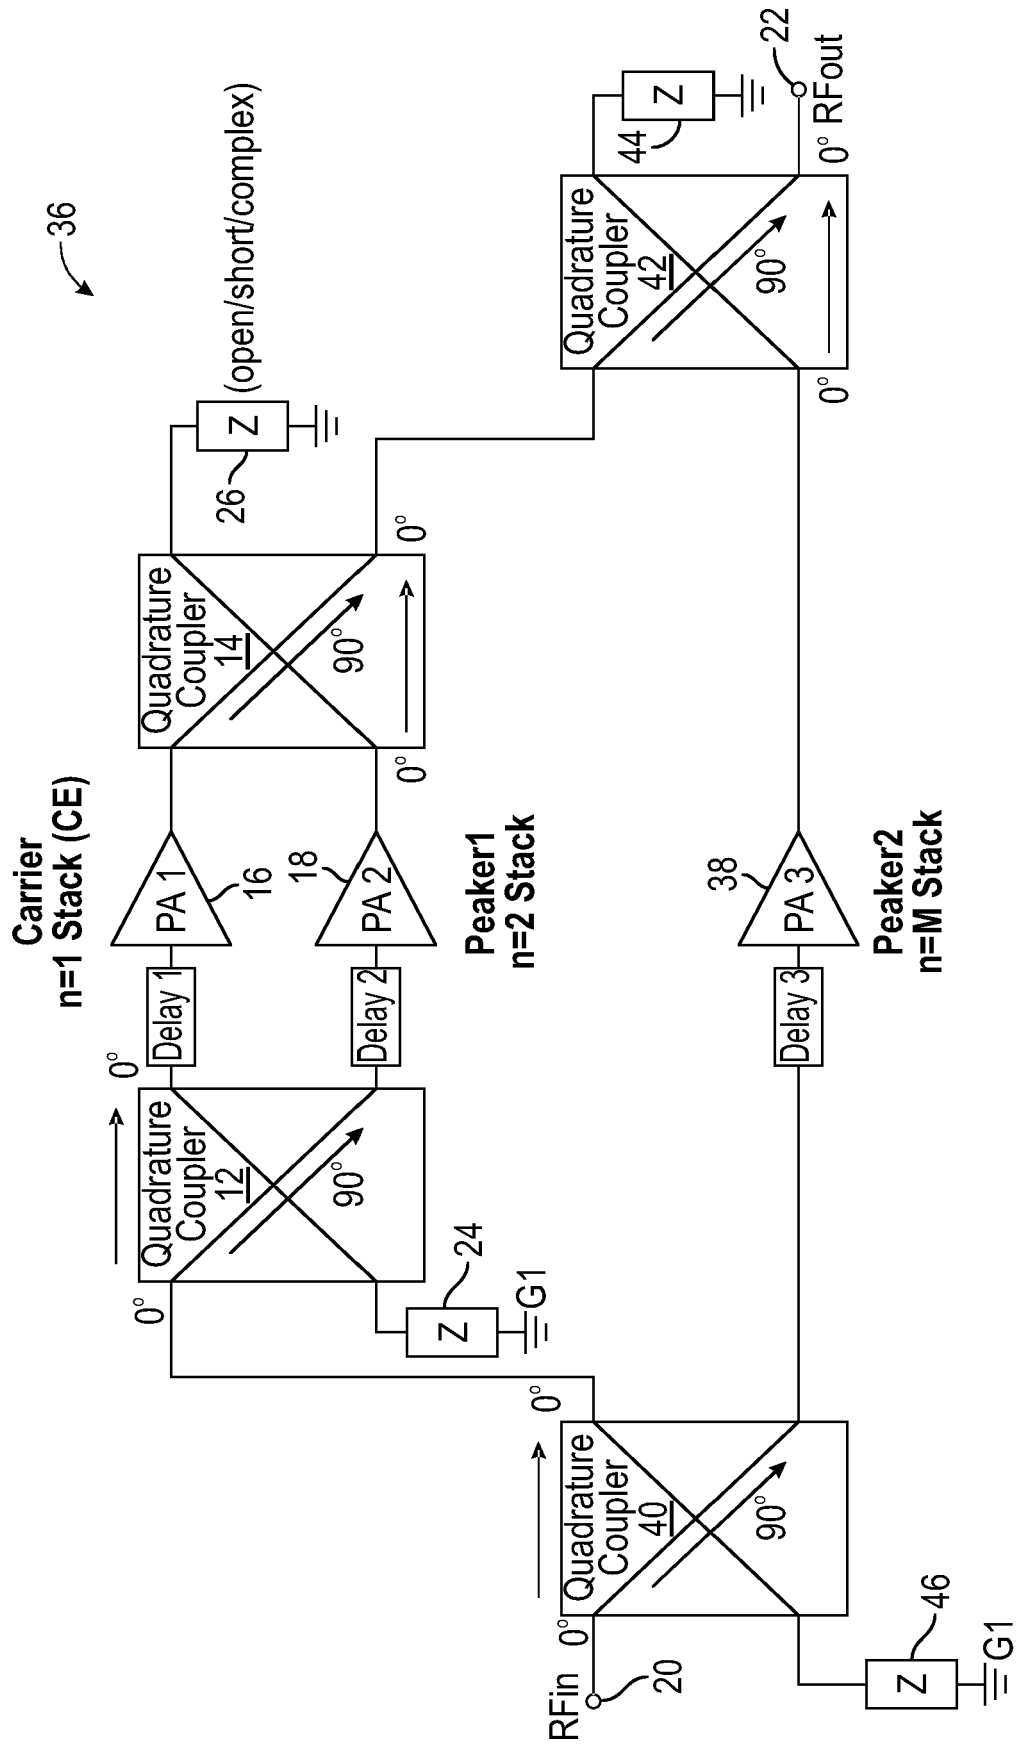 36
Carrier
n=1 Stack (CE)
0°
0°
Quadrature
Coupler
12
90°
Delay 1
PA 1
16
Quadrature
Coupler
14
90°
0°
0°
26
Z
(open/short/complex)
Z
24
G1
Delay 2
PA 2
18
Peaker1
n=2 Stack
RFin
20
0°
0°
Quadrature
Coupler
40
90°
Z
46
G1
Delay 3
PA 3
38
Peaker2
n=M Stack
Quadrature
Coupler
42
90°
0°
0°
44
Z
22
RFout